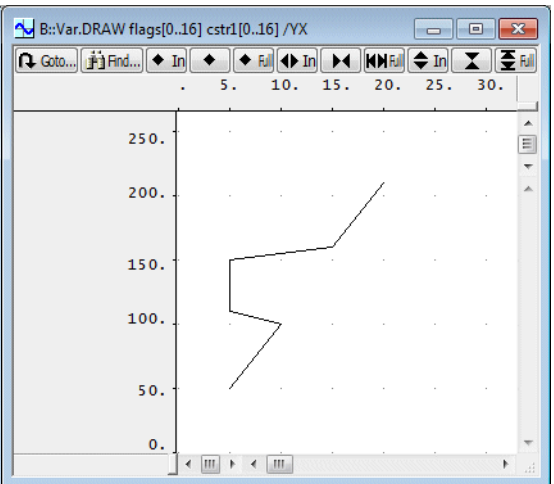 B::Var.DRAW flags[0..16] cstr1[0..16] /YX
Goto... Find... In Full In Full In Full
. 5. 10. 15. 20. 25. 30.
250.
200.
150.
100.
50.
0.